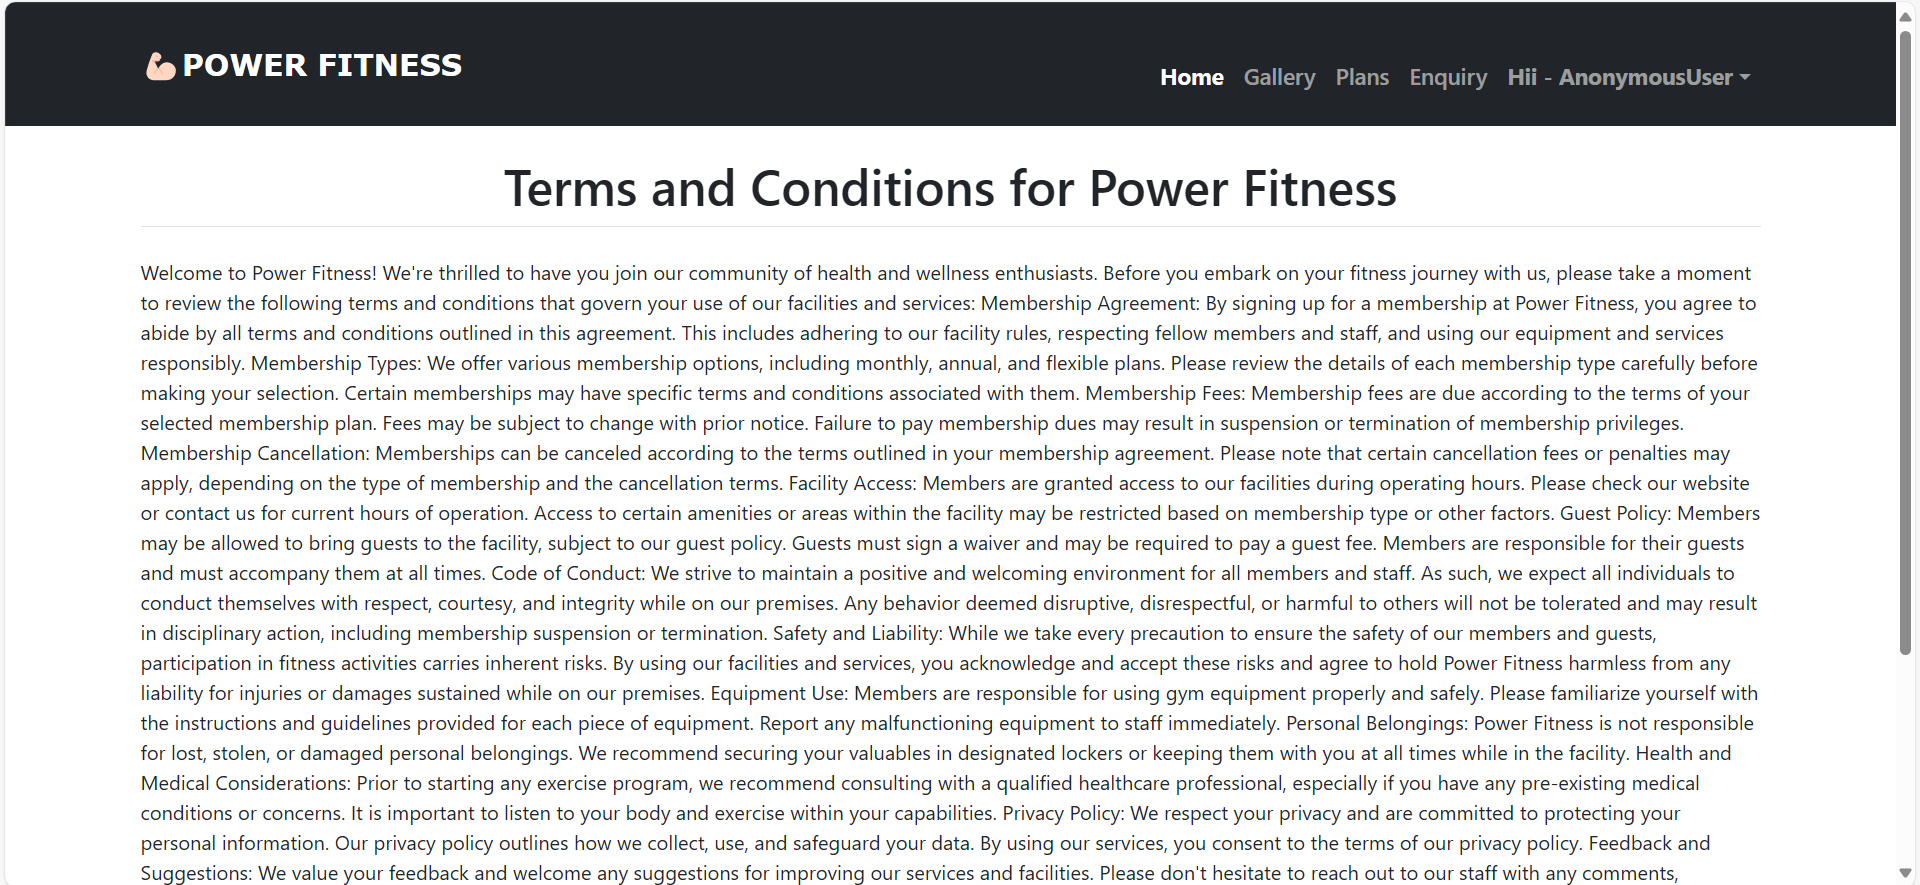 POWER FITNESS
Home Gallery Plans Enquiry Hii - AnonymousUser
Terms and Conditions for Power Fitness
Welcome to Power Fitness! We're thrilled to have you join our community of health and wellness enthusiasts. Before you embark on your fitness journey with us, please take a moment
to review the following terms and conditions that govern your use of our facilities and services: Membership Agreement: By signing up for a membership at Power Fitness, you agree to
abide by all terms and conditions outlined in this agreement. This includes adhering to our facility rules, respecting fellow members and staff, and using our equipment and services
responsibly. Membership Types: We offer various membership options, including monthly, annual, and flexible plans. Please review the details of each membership type carefully before
making your selection. Certain memberships may have specific terms and conditions associated with them. Membership Fees: Membership fees are due according to the terms of your
selected membership plan. Fees may be subject to change with prior notice. Failure to pay membership dues may result in suspension or termination of membership privileges.
Membership Cancellation: Memberships can be canceled according to the terms outlined in your membership agreement. Please note that certain cancellation fees or penalties may
apply, depending on the type of membership and the cancellation terms. Facility Access: Members are granted access to our facilities during operating hours. Please check our website
or contact us for current hours of operation. Access to certain amenities or areas within the facility may be restricted based on membership type or other factors. Guest Policy: Members
may be allowed to bring guests to the facility, subject to our guest policy. Guests must sign a waiver and may be required to pay a guest fee. Members are responsible for their guests
and must accompany them at all times. Code of Conduct: We strive to maintain a positive and welcoming environment for all members and staff. As such, we expect all individuals to
conduct themselves with respect, courtesy, and integrity while on our premises. Any behavior deemed disruptive, disrespectful, or harmful to others will not be tolerated and may result
in disciplinary action, including membership suspension or termination. Safety and Liability: While we take every precaution to ensure the safety of our members and guests,
participation in fitness activities carries inherent risks. By using our facilities and services, you acknowledge and accept these risks and agree to hold Power Fitness harmless from any
liability for injuries or damages sustained while on our premises. Equipment Use: Members are responsible for using gym equipment properly and safely. Please familiarize yourself with
the instructions and guidelines provided for each piece of equipment. Report any malfunctioning equipment to staff immediately. Personal Belongings: Power Fitness is not responsible
for lost, stolen, or damaged personal belongings. We recommend securing your valuables in designated lockers or keeping them with you at all times while in the facility. Health and
Medical Considerations: Prior to starting any exercise program, we recommend consulting with a qualified healthcare professional, especially if you have any pre-existing medical
conditions or concerns. It is important to listen to your body and exercise within your capabilities. Privacy Policy: We respect your privacy and are committed to protecting your
personal information. Our privacy policy outlines how we collect, use, and safeguard your data. By using our services, you consent to the terms of our privacy policy. Feedback and
Suggestions: We value your feedback and welcome any suggestions for improving our services and facilities. Please don't hesitate to reach out to our staff with any comments,